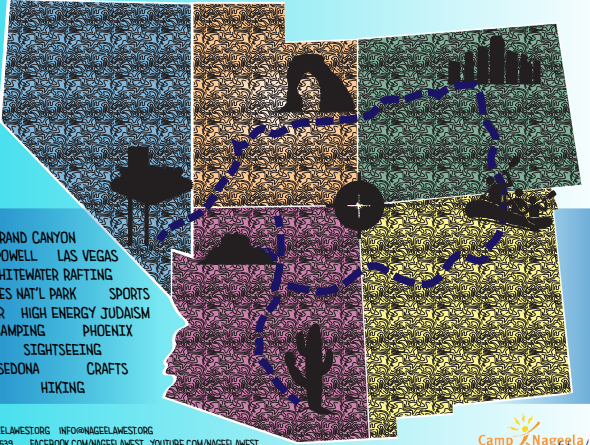 RAND CANYON
POWELL LAS VEGAS
HITEWATER RAFTING
ES NAT'L PARK SPORTS
R HIGH ENERGY JUDAISM
AMPING PHOENIX
SIGHTSEEING
SEDONA CRAFTS
HIKING
ELAWEST.ORG INFO@NAGEELAWEST.ORG
539 FACEBOOK.COM/NAGEELAWEST YOUTUBE.COM/NAGEELAWEST
Camp Nageela